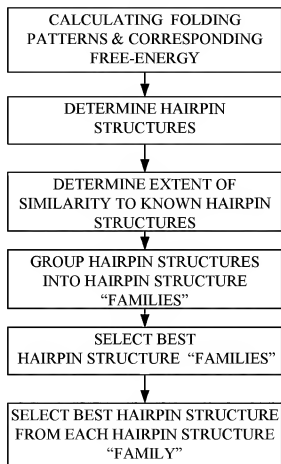 CALCULATING FOLDING
PATTERNS & CORRESPONDING
FREE-ENERGY
DETERMINE HAIRPIN
STRUCTURES
DETERMINE EXTENT OF
SIMILARITY TO KNOWN HAIRPIN
STRUCTURES
GROUP HAIRPIN STRUCTURES
INTO HAIRPIN STRUCTURE
“FAMILIES”
SELECT BEST
HAIRPIN STRUCTURE “FAMILIES”
SELECT BEST HAIRPIN STRUCTURE
FROM EACH HAIRPIN STRUCTURE
“FAMILY”